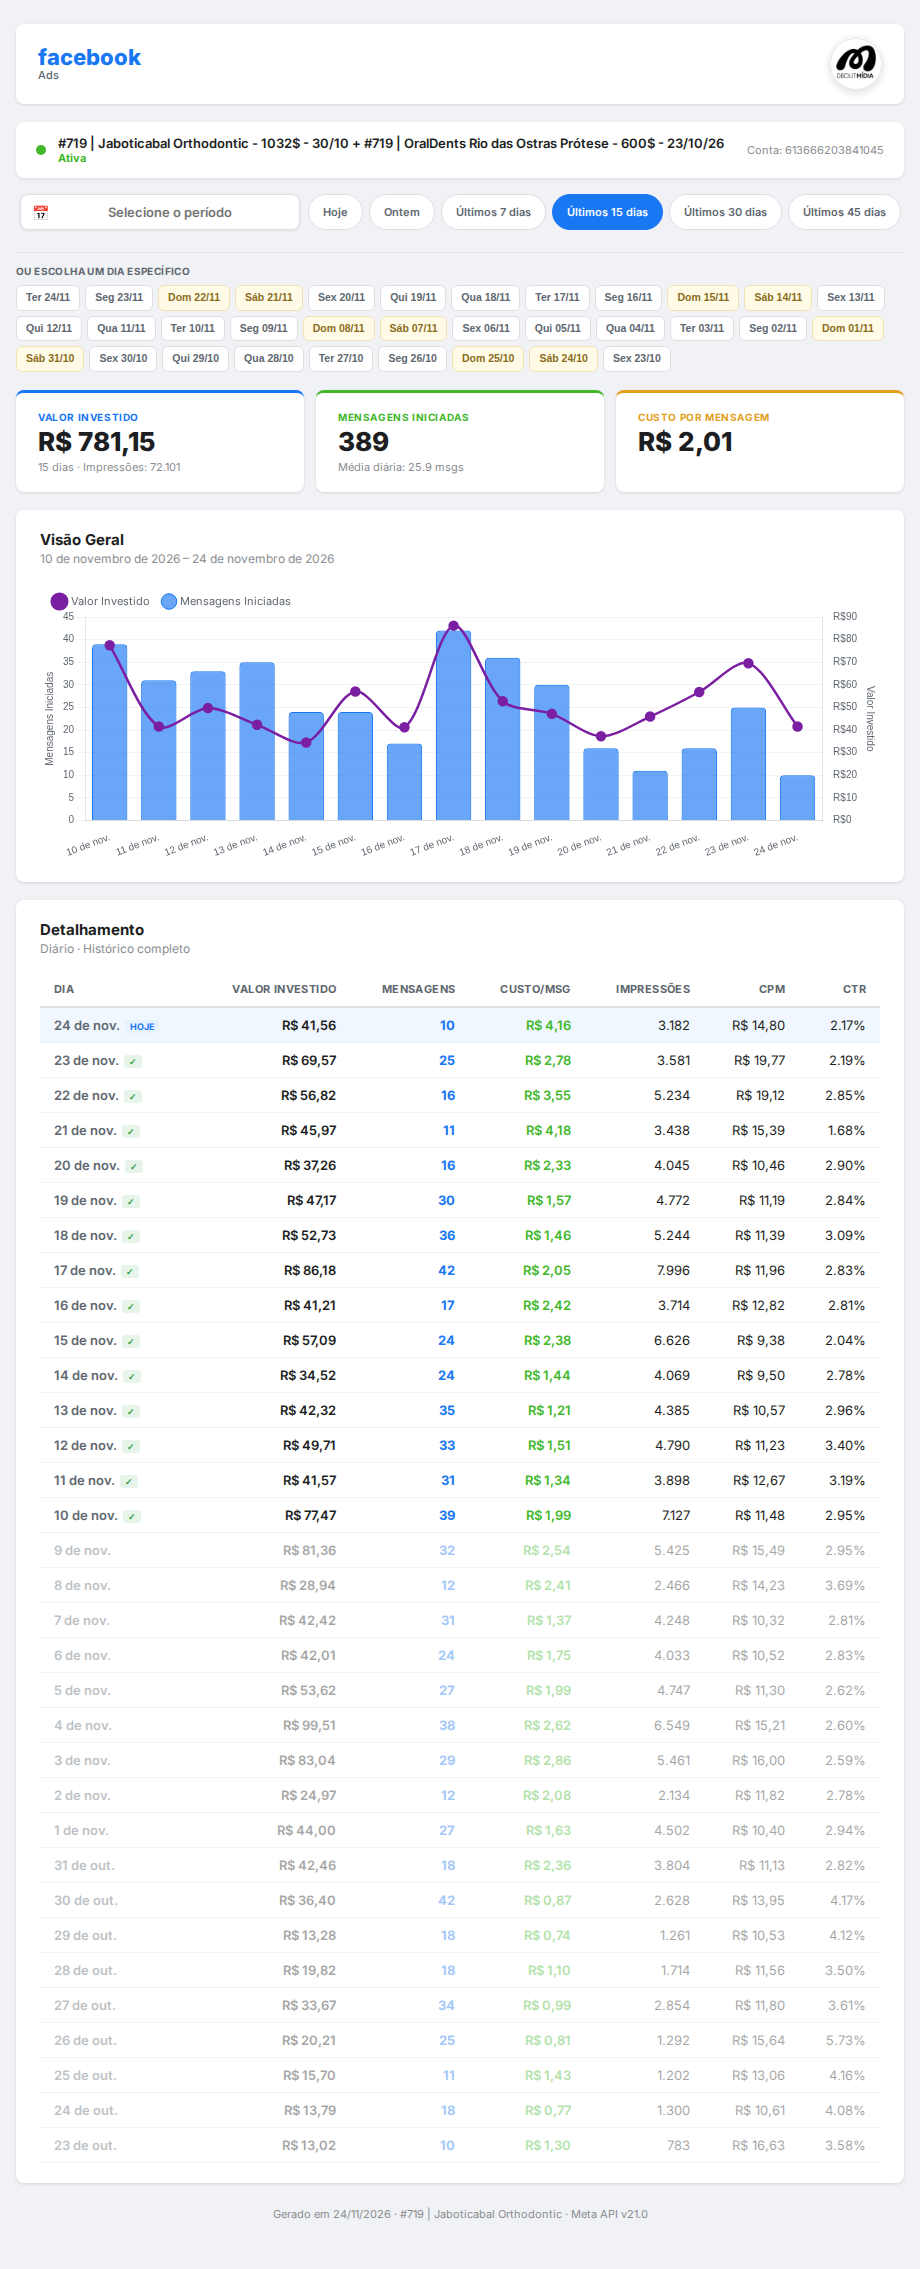 facebook
Ads
DBOUTMÍDIA
#719 | Jaboticabal Orthodontic - 1032$ - 30/10 + #719 | OralDents Rio das Ostras Prótese - 600$ - 23/10/26
Ativa
Conta: 613666203841045
Selecione o período Hoje Ontem Últimos 7 dias Últimos 15 dias Últimos 30 dias Últimos 45 dias
OU ESCOLHA UM DIA ESPECÍFICO
Ter 24/11 Seg 23/11 Dom 22/11 Sáb 21/11 Sex 20/11 Qui 19/11 Qua 18/11 Ter 17/11 Seg 16/11 Dom 15/11 Sáb 14/11 Sex 13/11
Qui 12/11 Qua 11/11 Ter 10/11 Seg 09/11 Dom 08/11 Sáb 07/11 Sex 06/11 Qui 05/11 Qua 04/11 Ter 03/11 Seg 02/11 Dom 01/11
Sáb 31/10 Sex 30/10 Qui 29/10 Qua 28/10 Ter 27/10 Seg 26/10 Dom 25/10 Sáb 24/10 Sex 23/10
VALOR INVESTIDO
R$ 781,15
15 dias · Impressões: 72.101
MENSAGENS INICIADAS
389
Média diária: 25.9 msgs
CUSTO POR MENSAGEM
R$ 2,01
Visão Geral
10 de novembro de 2026 – 24 de novembro de 2026
Valor Investido Mensagens Iniciadas
Mensagens Iniciadas
45
40
35
30
25
20
15
10
5
0
R$90
R$80
R$70
R$60
R$50
R$40
R$30
R$20
R$10
R$0
Valor Investido
10 de nov. 11 de nov. 12 de nov. 13 de nov. 14 de nov. 15 de nov. 16 de nov. 17 de nov. 18 de nov. 19 de nov. 20 de nov. 21 de nov. 22 de nov. 23 de nov. 24 de nov.
Detalhamento
Diário · Histórico completo
DIA VALOR INVESTIDO MENSAGENS CUSTO/MSG IMPRESSÕES CPM CTR
24 de nov. HOJE R$ 41,56 10 R$ 4,16 3.182 R$ 14,80 2.17%
23 de nov. ✓ R$ 69,57 25 R$ 2,78 3.581 R$ 19,77 2.19%
22 de nov. ✓ R$ 56,82 16 R$ 3,55 5.234 R$ 19,12 2.85%
21 de nov. ✓ R$ 45,97 11 R$ 4,18 3.438 R$ 15,39 1.68%
20 de nov. ✓ R$ 37,26 16 R$ 2,33 4.045 R$ 10,46 2.90%
19 de nov. ✓ R$ 47,17 30 R$ 1,57 4.772 R$ 11,19 2.84%
18 de nov. ✓ R$ 52,73 36 R$ 1,46 5.244 R$ 11,39 3.09%
17 de nov. ✓ R$ 86,18 42 R$ 2,05 7.996 R$ 11,96 2.83%
16 de nov. ✓ R$ 41,21 17 R$ 2,42 3.714 R$ 12,82 2.81%
15 de nov. ✓ R$ 57,09 24 R$ 2,38 6.626 R$ 9,38 2.04%
14 de nov. ✓ R$ 34,52 24 R$ 1,44 4.069 R$ 9,50 2.78%
13 de nov. ✓ R$ 42,32 35 R$ 1,21 4.385 R$ 10,57 2.96%
12 de nov. ✓ R$ 49,71 33 R$ 1,51 4.790 R$ 11,23 3.40%
11 de nov. ✓ R$ 41,57 31 R$ 1,34 3.898 R$ 12,67 3.19%
10 de nov. ✓ R$ 77,47 39 R$ 1,99 7.127 R$ 11,48 2.95%
9 de nov. R$ 81,36 32 R$ 2,54 5.425 R$ 15,49 2.95%
8 de nov. R$ 28,94 12 R$ 2,41 2.466 R$ 14,23 3.69%
7 de nov. R$ 42,42 31 R$ 1,37 4.248 R$ 10,32 2.81%
6 de nov. R$ 42,01 24 R$ 1,75 4.033 R$ 10,52 2.83%
5 de nov. R$ 53,62 27 R$ 1,99 4.747 R$ 11,30 2.62%
4 de nov. R$ 99,51 38 R$ 2,62 6.549 R$ 15,21 2.60%
3 de nov. R$ 83,04 29 R$ 2,86 5.461 R$ 16,00 2.59%
2 de nov. R$ 24,97 12 R$ 2,08 2.134 R$ 11,82 2.78%
1 de nov. R$ 44,00 27 R$ 1,63 4.502 R$ 10,40 2.94%
31 de out. R$ 42,46 18 R$ 2,36 3.804 R$ 11,13 2.82%
30 de out. R$ 36,40 42 R$ 0,87 2.628 R$ 13,95 4.17%
29 de out. R$ 13,28 18 R$ 0,74 1.261 R$ 10,53 4.12%
28 de out. R$ 19,82 18 R$ 1,10 1.714 R$ 11,56 3.50%
27 de out. R$ 33,67 34 R$ 0,99 2.854 R$ 11,80 3.61%
26 de out. R$ 20,21 25 R$ 0,81 1.292 R$ 15,64 5.73%
25 de out. R$ 15,70 11 R$ 1,43 1.202 R$ 13,06 4.16%
24 de out. R$ 13,79 18 R$ 0,77 1.300 R$ 10,61 4.08%
23 de out. R$ 13,02 10 R$ 1,30 783 R$ 16,63 3.58%
Gerado em 24/11/2026 · #719 | Jaboticabal Orthodontic · Meta API v21.0